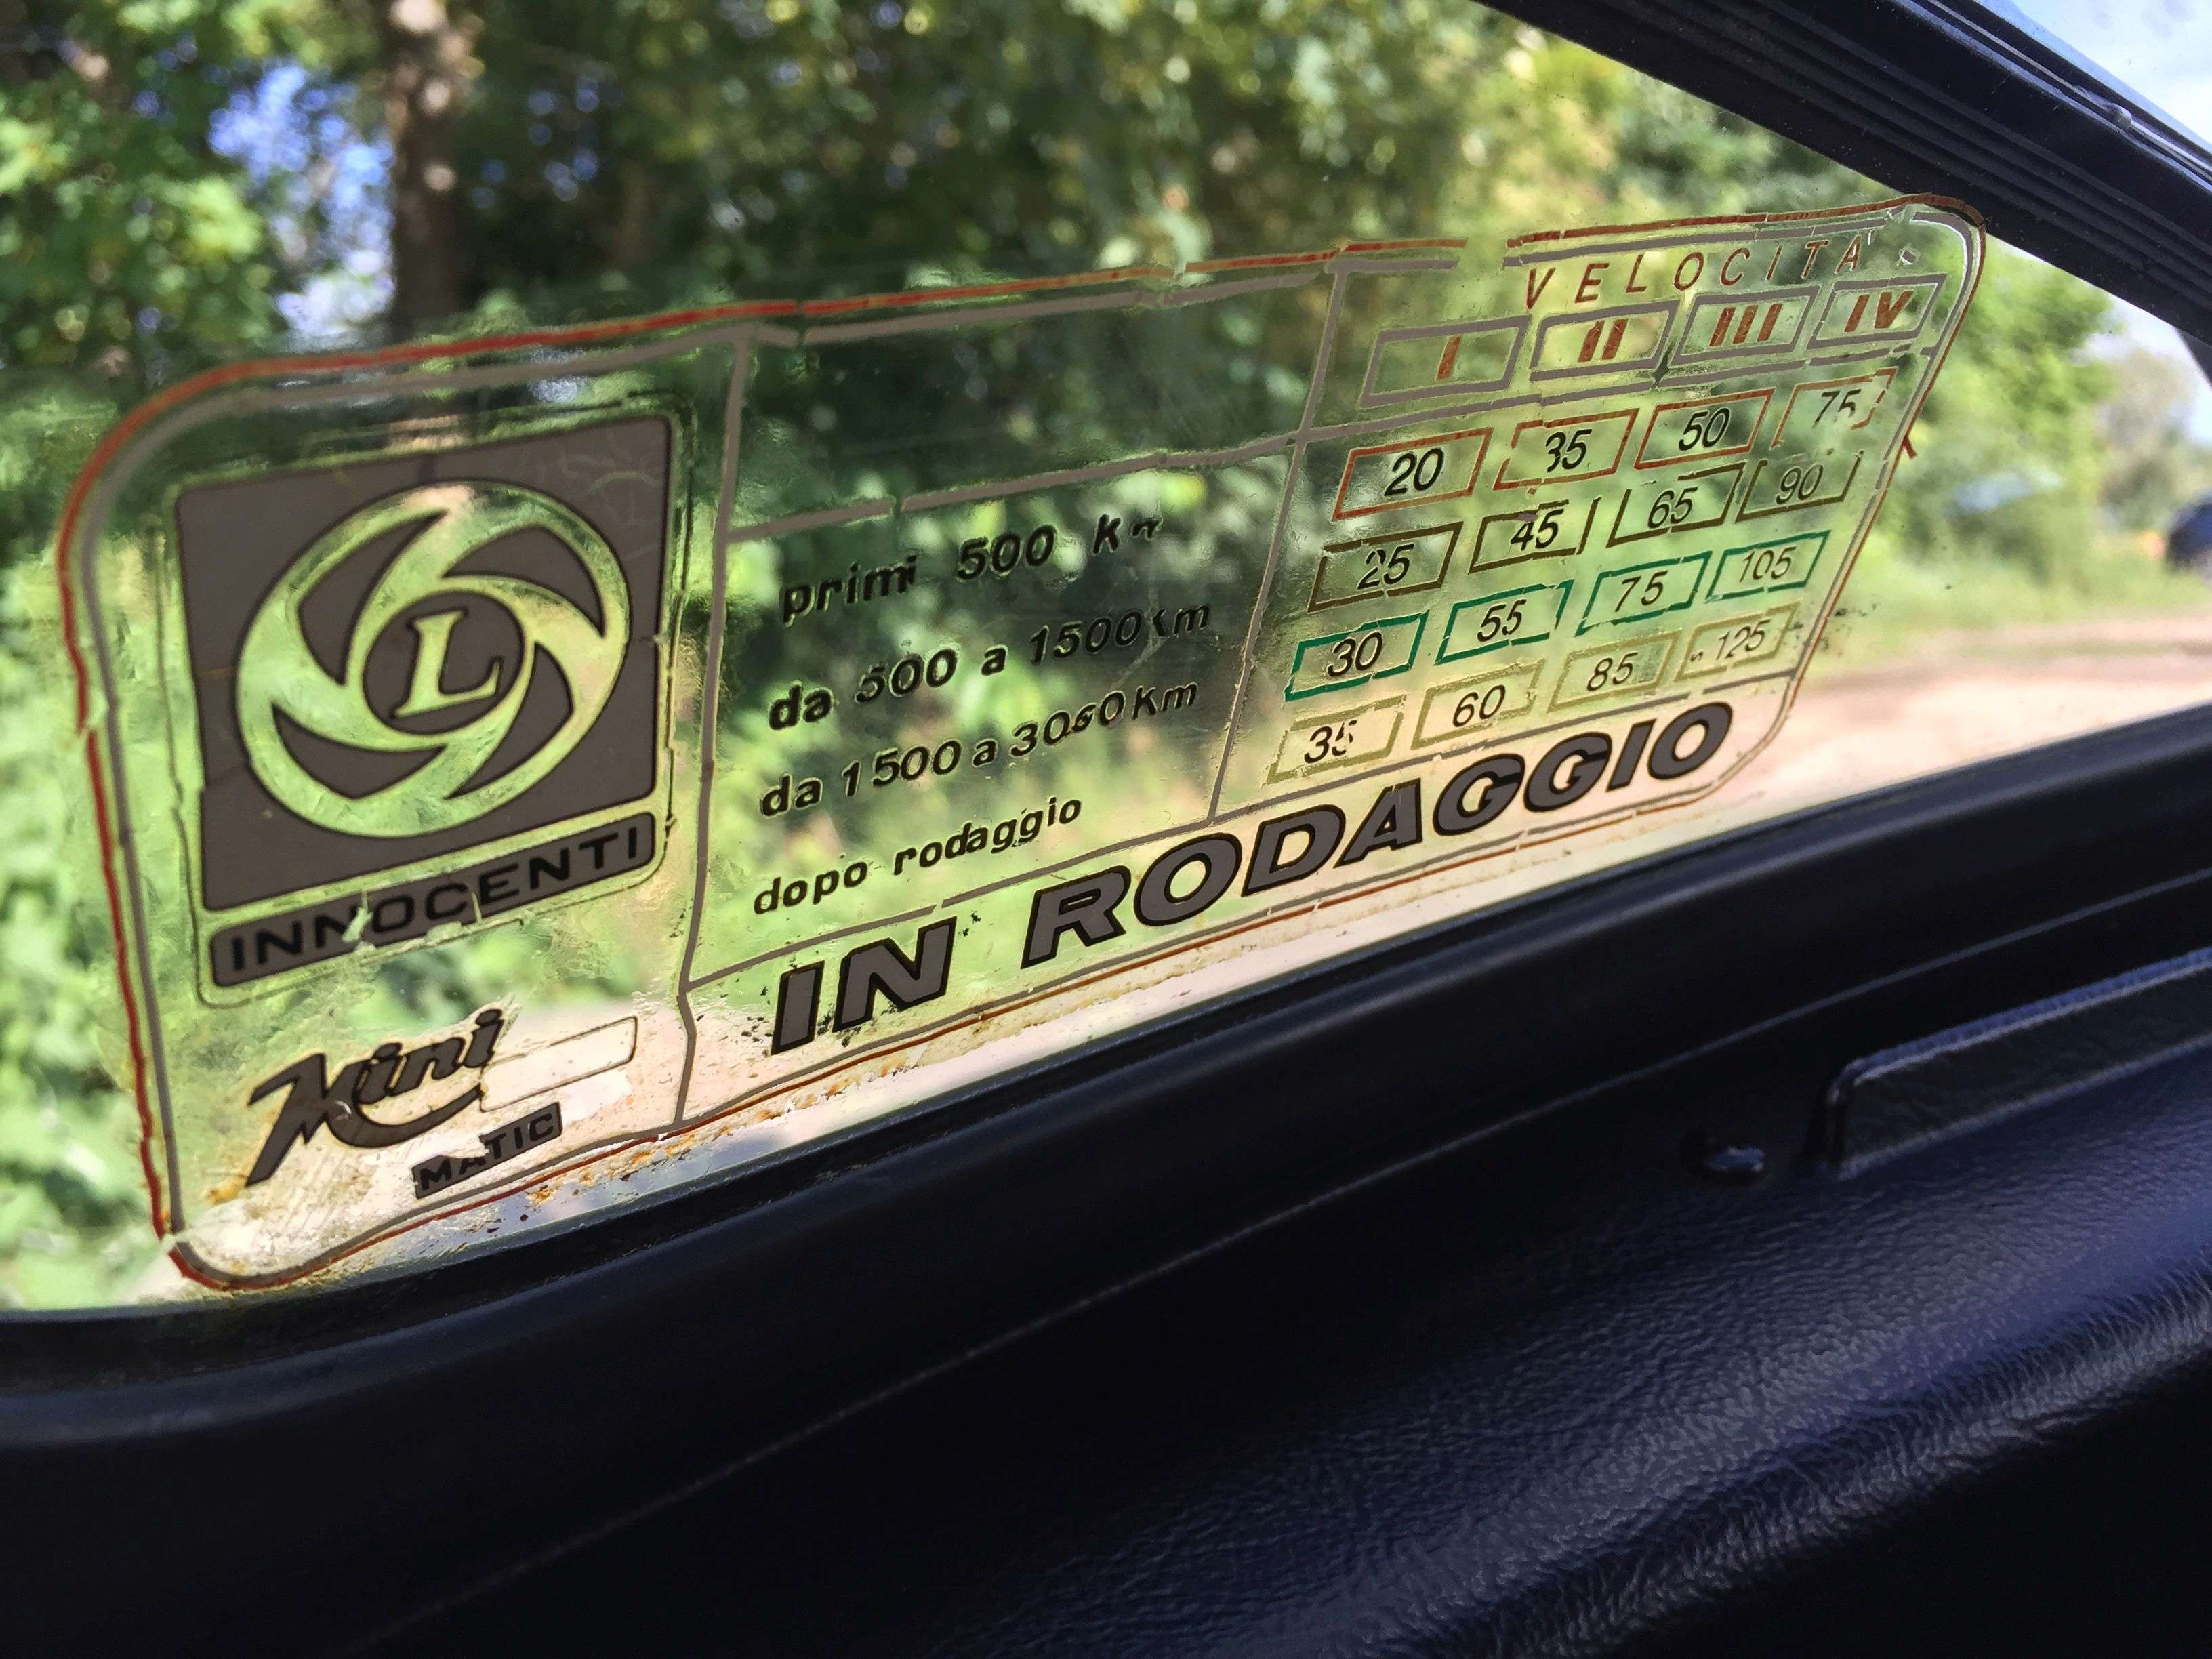 VELOCITA
I II III IV
primi 500 Km 20 35 50 75
da 500 a 1500 Km 25 45 65 90
da 1500 a 3000 Km 30 55 75 105
dopo rodaggio 35 60 85 125
IN RODAGGIO
L
INNOCENTI
Mini
MATIC